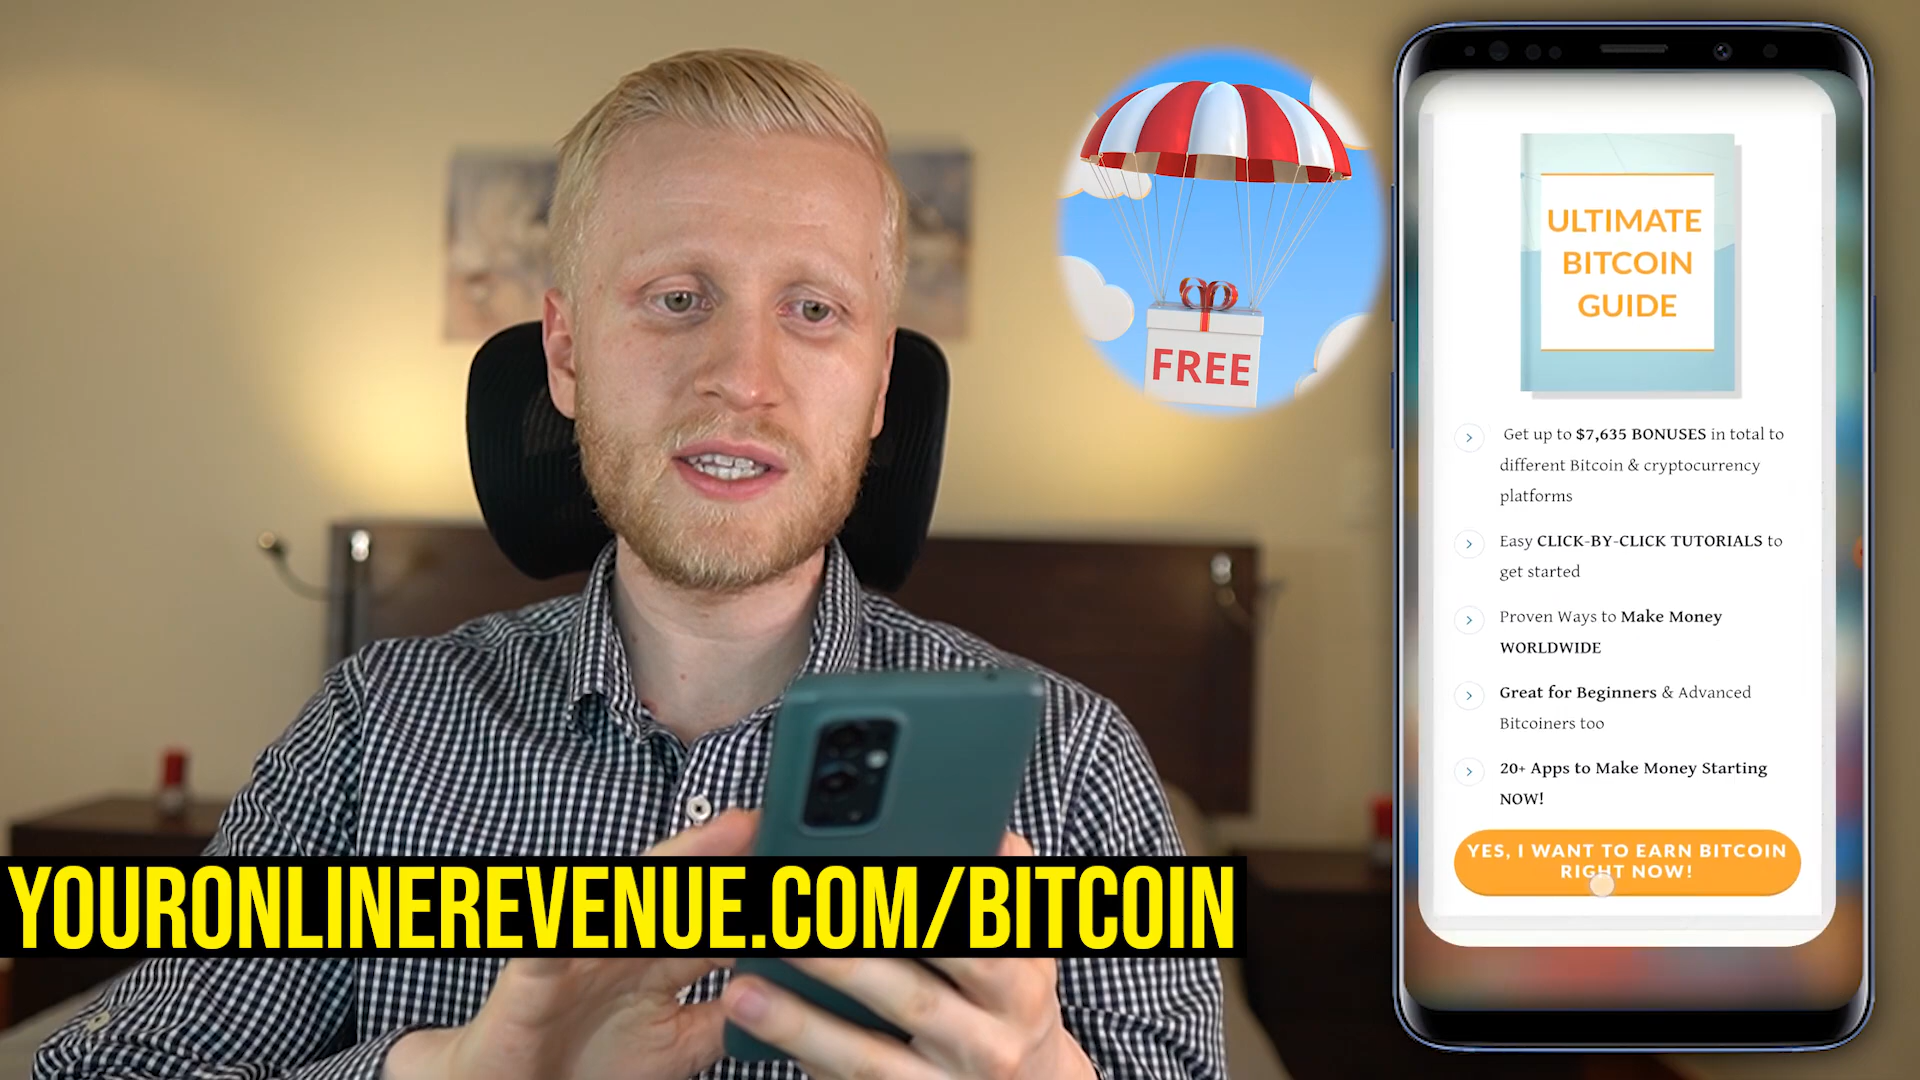 FREE
ULTIMATE
BITCOIN
GUIDE
Get up to $7,635 BONUSES in total to
different Bitcoin & cryptocurrency
platforms
Easy CLICK-BY-CLICK TUTORIALS to
get started
Proven Ways to Make Money
WORLDWIDE
Great for Beginners & Advanced
Bitcoiners too
20+ Apps to Make Money Starting
NOW!
YES, I WANT TO EARN BITCOIN
RIGHT NOW!
YOURONLINEREVENUE.COM/BITCOIN